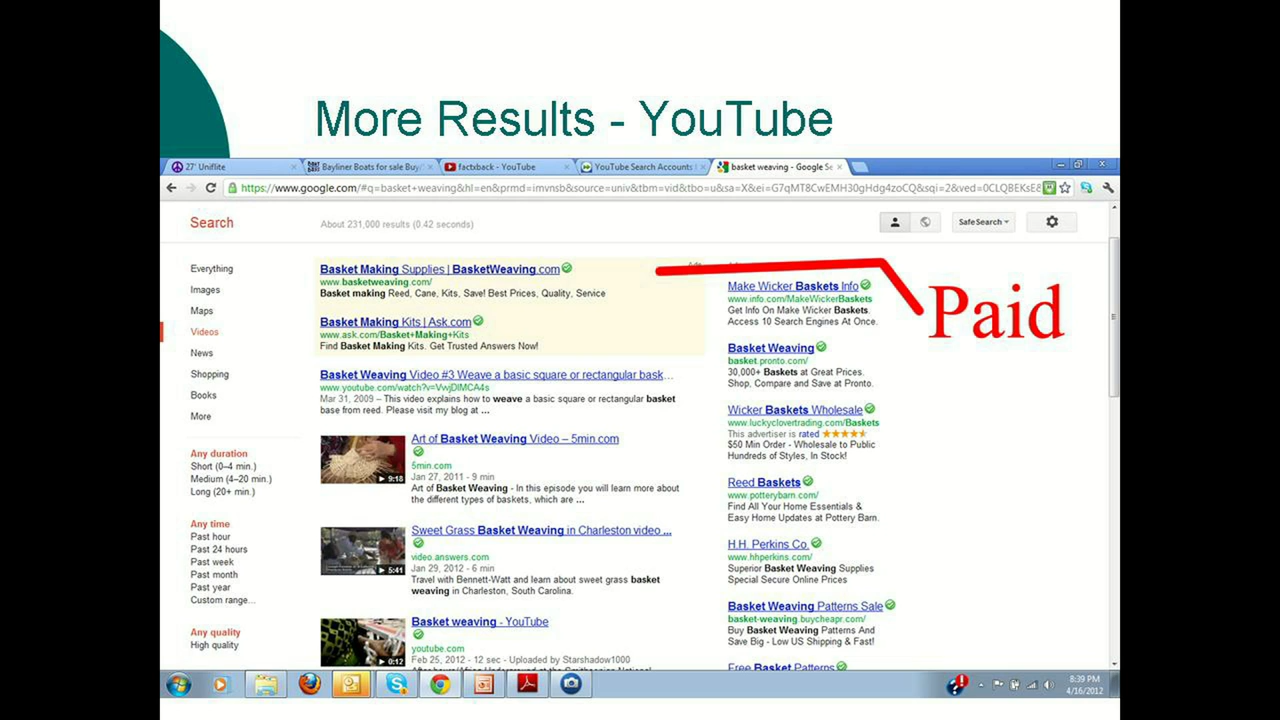 More Results - YouTube
27' Uniflite
Bayliner Boats for sale Buy/
factsback - YouTube
YouTube Search Accounts
basket weaving - Google Se
https://www.google.com/#q=basket+weaving&hl=en&prmd=imvnsb&source=univ&tbm=vid&tbo=u&sa=X&ei=G7qMT8CwEMH30gHdg4zoCQ&sqi=2&ved=0CLQBEKsE
Search
About 231,000 results (0.42 seconds)
SafeSearch
Everything
Images
Maps
Videos
News
Shopping
Books
More
Any duration
Short (0–4 min.)
Medium (4–20 min.)
Long (20+ min.)
Any time
Past hour
Past 24 hours
Past week
Past month
Past year
Custom range...
Any quality
High quality
Basket Making Supplies | BasketWeaving.com
www.basketweaving.com/
Basket making Reed, Cane, Kits, Save! Best Prices, Quality, Service
Basket Making Kits | Ask.com
www.ask.com/Basket+Making+Kits
Find Basket Making Kits. Get Trusted Answers Now!
Basket Weaving Video #3 Weave a basic square or rectangular bask...
www.youtube.com/watch?v=VwjDlMCA4s
Mar 31, 2009 – This video explains how to weave a basic square or rectangular basket
base from reed. Please visit my blog at ...
9:18
Art of Basket Weaving Video – 5min.com
5min.com
Jan 27, 2011 - 9 min
Art of Basket Weaving - In this episode you will learn more about
the different types of baskets, which are ...
5:41
Sweet Grass Basket Weaving in Charleston video ...
video.answers.com
Jan 29, 2012 - 6 min
Travel with Bennett-Watt and learn about sweet grass basket
weaving in Charleston, South Carolina.
0:12
Basket weaving - YouTube
youtube.com
Feb 25, 2012 - 12 sec - Uploaded by Starshadow1000
Make Wicker Baskets Info
www.info.com/MakeWickerBaskets
Get Info On Make Wicker Baskets.
Access 10 Search Engines At Once.
Basket Weaving
basket.pronto.com/
30,000+ Baskets at Great Prices.
Shop, Compare and Save at Pronto.
Wicker Baskets Wholesale
www.luckyclovertrading.com/Baskets
This advertiser is rated
$50 Min Order - Wholesale to Public
Hundreds of Styles, In Stock!
Reed Baskets
www.potterybarn.com/
Find All Your Home Essentials &
Easy Home Updates at Pottery Barn.
H.H. Perkins Co.
www.hhperkins.com/
Superior Basket Weaving Supplies
Special Secure Online Prices
Basket Weaving Patterns Sale
basket-weaving.buycheapr.com/
Buy Basket Weaving Patterns And
Save Big - Low US Shipping & Fast!
Free Basket Patterns
Paid
8:39 PM
4/16/2012